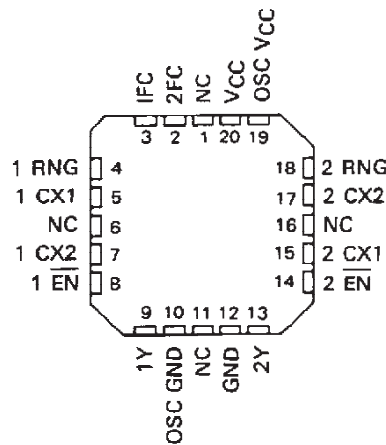 IFC
2FC
NC
VCC
OSC VCC
3 2 1 20 19
1 RNG 4
1 CX1 5
NC 6
1 CX2 7
1 EN 8
18 2 RNG
17 2 CX2
16 NC
15 2 CX1
14 2 EN
9 10 11 12 13
1Y
OSC GND
NC
GND
2Y